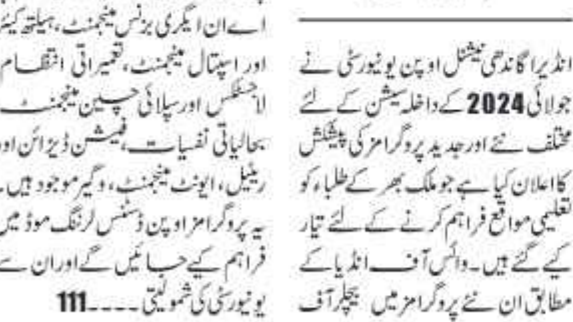 انڈیرا گاندھی نیشنل اوپن یونیورسٹی نے
جولائی 2024 کے داخلہ سیشن کے لئے
مختلف نئے اور جدید پروگرامز کی پیشکش
کا اعلان کیا ہے جو ملک بھر کے طلباء کو
تعلیمی مواقع فراہم کرنے کے لئے تیار
کیے گئے ہیں۔ وائس آف انڈیا کے
مطابق ان نئے پروگرامز میں بیچلر آف
اے ان ایگری بزنس مینجمنٹ، ہیلتھ کیئر
اور اسپتال مینجمنٹ، تعمیراتی انتظام
لاجسٹکس اور سپلائی چین مینجمنٹ
بحالیاتی نفسیات، فیشن ڈیزائن اور
ریٹیل، ایونٹ مینجمنٹ، وغیر موجود ہیں۔
یہ پروگرامز اوپن ڈسٹنس لرننگ موڈ میں
فراہم کیے جائیں گے اور ان سے
یونیورسٹی کی شمولیتی ۔۔۔۔111